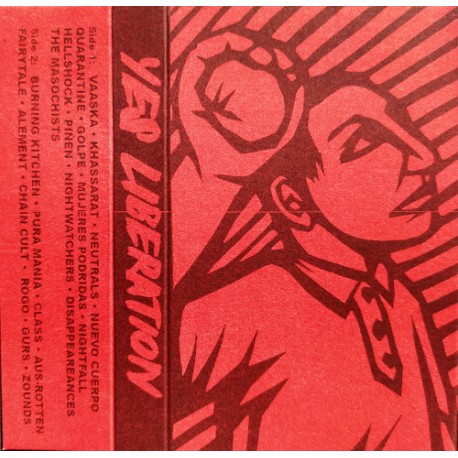 YES LIBERATION
Side 1: VAASKA • KHASSARAT • NEUTRALS • NUEVO CUERPO
QUARANTINE • GOLPE • MUJERES PODRIDAS • NIGHTFALL
HELLSHOCK • PINEN • NIGHTWATCHERS • DISAPPEARANCES
THE MASOCHISTS
Side 2: BURNING KITCHEN • PURA MANIA • CLASS • AUS-ROTTEN
FAIRYTALE • ALEMENT • CHAIN CULT • ROGO • GURS • ZOUNDS